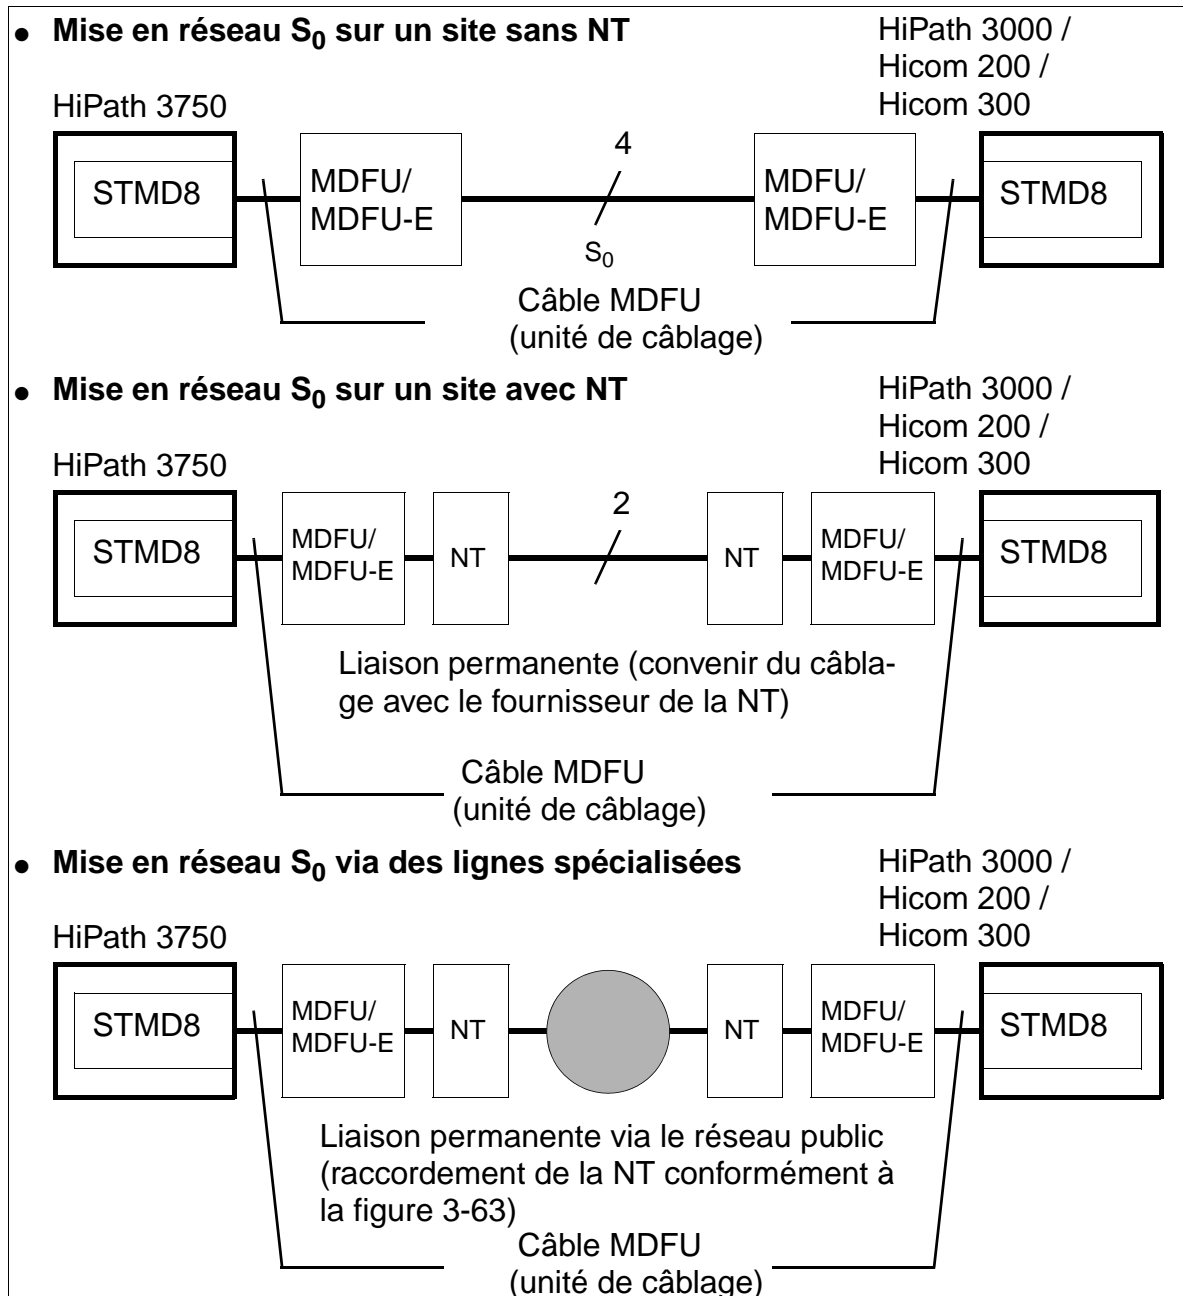 ● Mise en réseau S0 sur un site sans NT
HiPath 3000 /
Hicom 200 /
Hicom 300
HiPath 3750
STMD8
MDFU/
MDFU-E
4
S0
MDFU/
MDFU-E
STMD8
Câble MDFU
(unité de câblage)
● Mise en réseau S0 sur un site avec NT
HiPath 3000 /
Hicom 200 /
Hicom 300
HiPath 3750
STMD8
MDFU/
MDFU-E
NT
2
NT
MDFU/
MDFU-E
STMD8
Liaison permanente (convenir du câbla-
ge avec le fournisseur de la NT)
Câble MDFU
(unité de câblage)
● Mise en réseau S0 via des lignes spécialisées
HiPath 3000 /
Hicom 200 /
Hicom 300
HiPath 3750
STMD8
MDFU/
MDFU-E
NT
NT
MDFU/
MDFU-E
STMD8
Liaison permanente via le réseau public
(raccordement de la NT conformément à
la figure 3-63)
Câble MDFU
(unité de câblage)